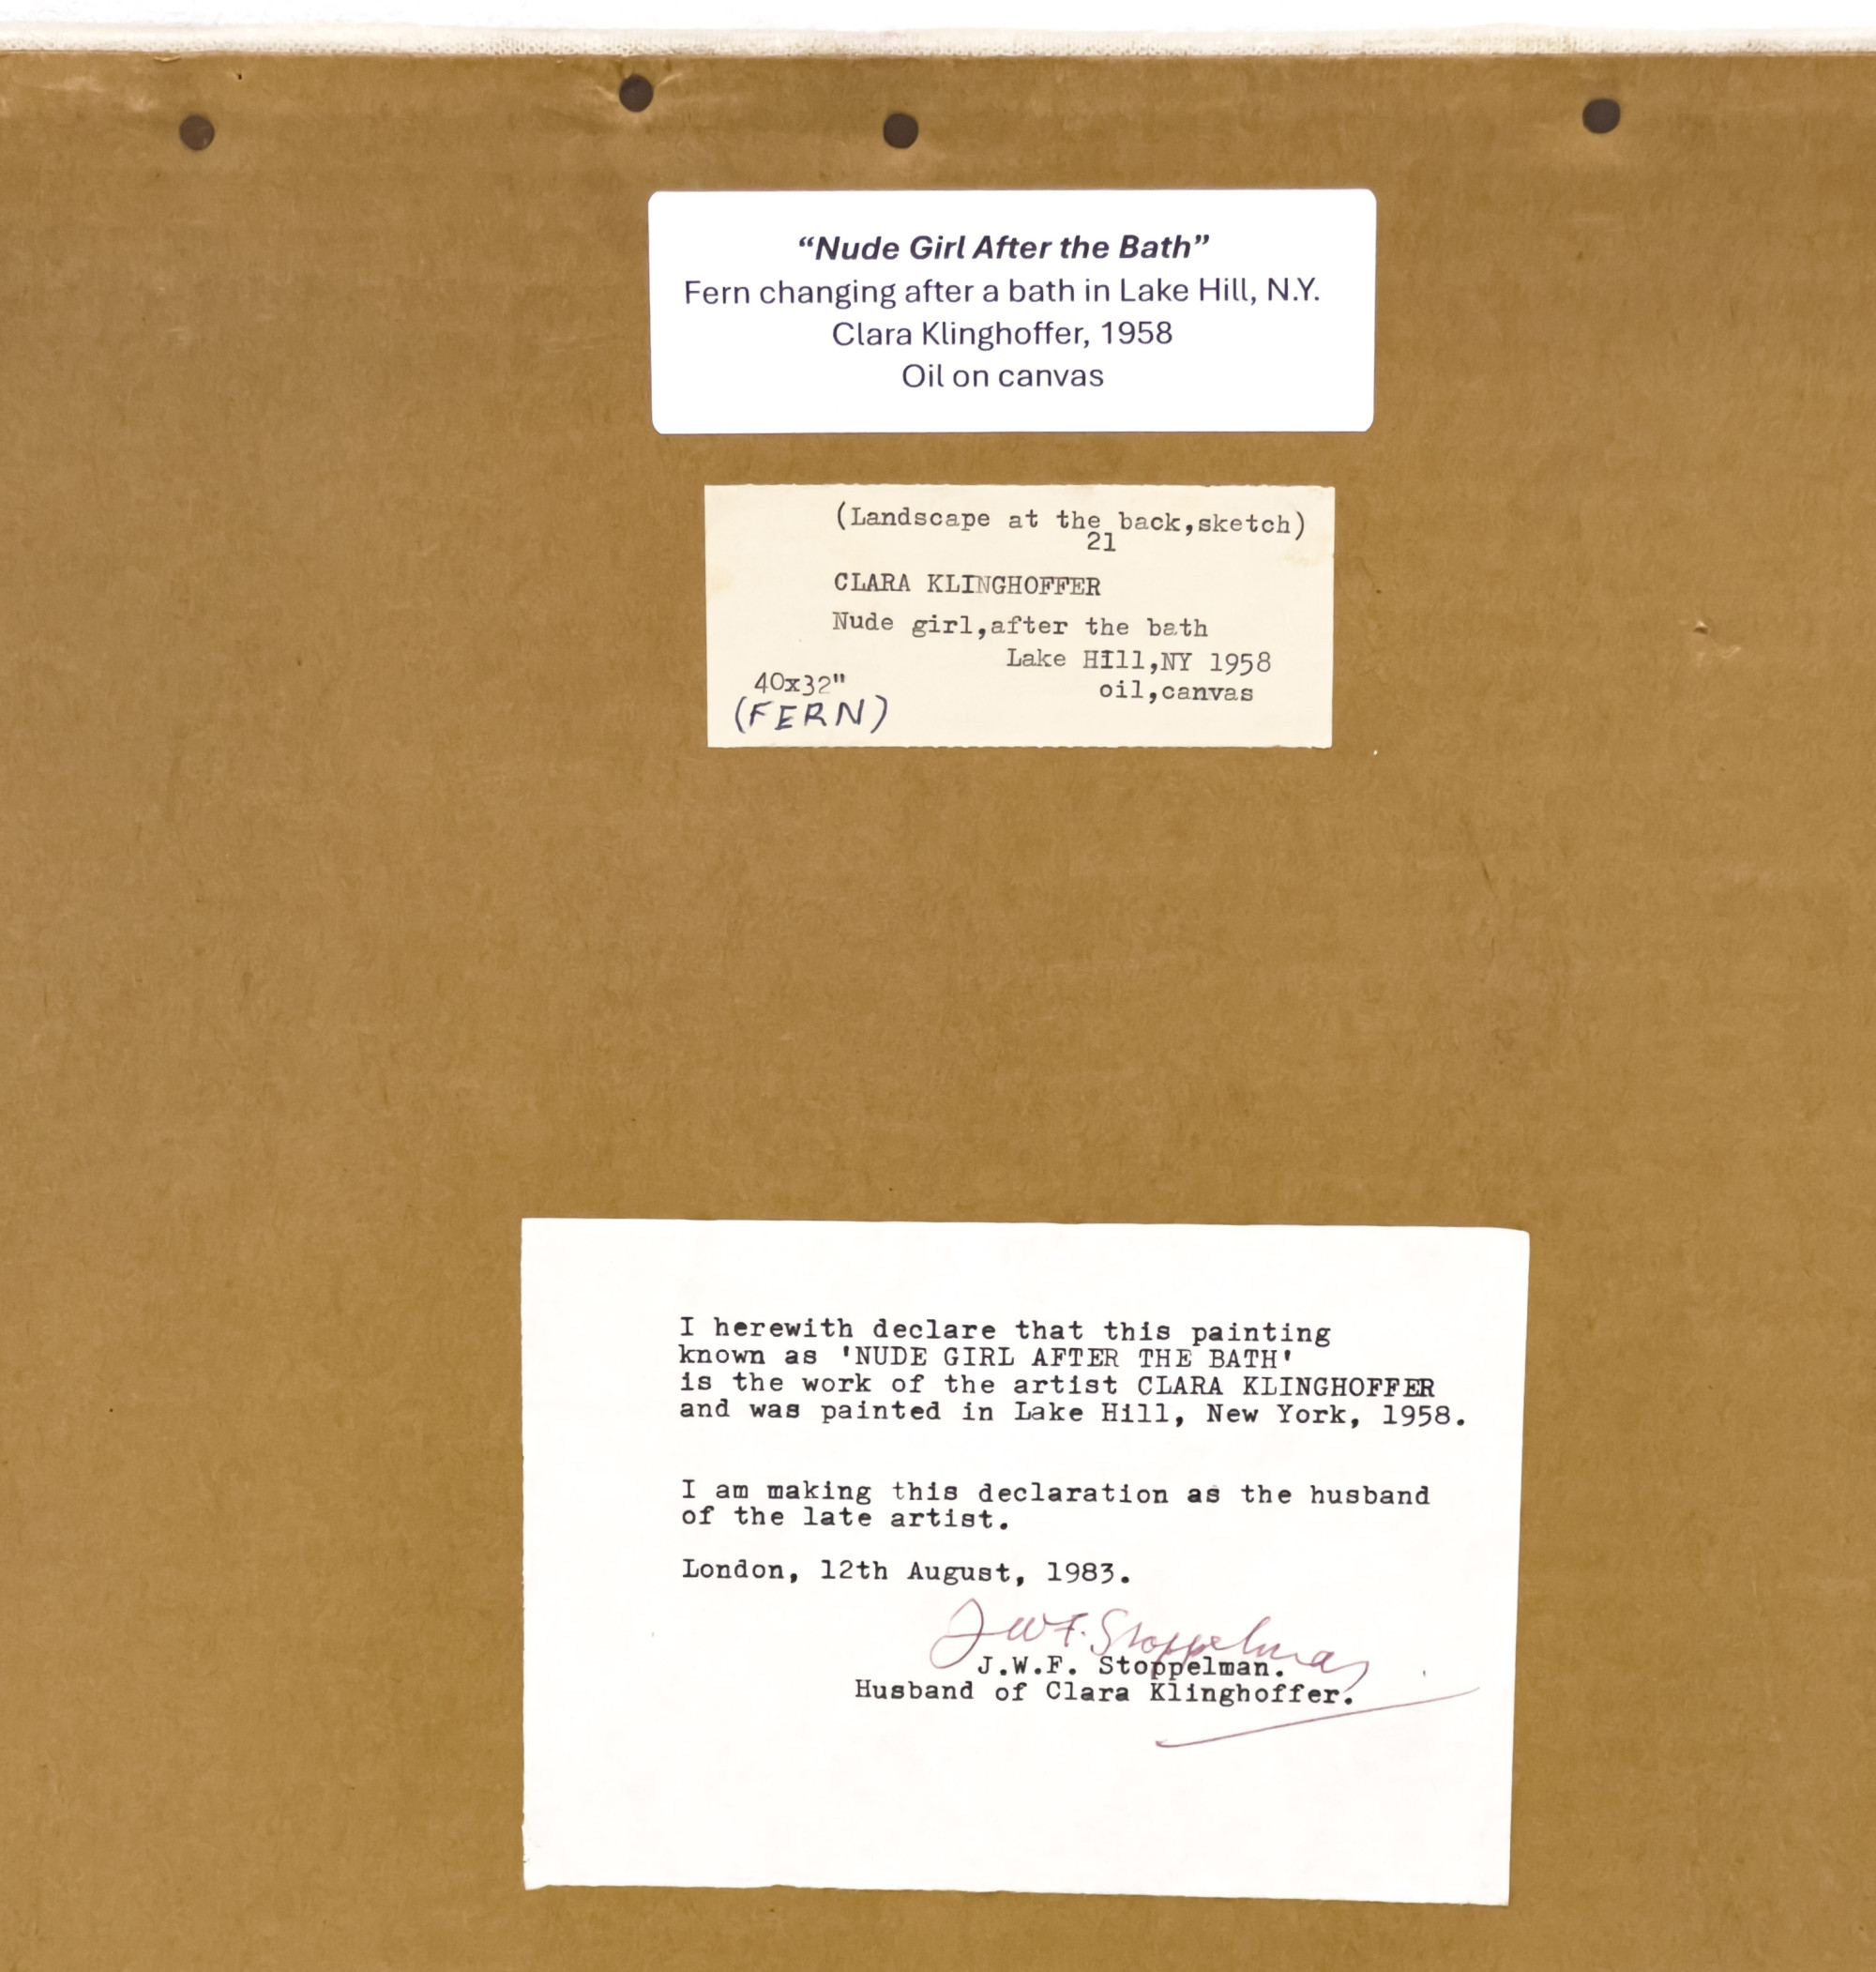 “Nude Girl After the Bath”
Fern changing after a bath in Lake Hill, N.Y.
Clara Klinghoffer, 1958
Oil on canvas
(Landscape at the back,sketch)
21
CLARA KLINGHOFFER
Nude girl,after the bath
Lake Hill,NY 1958
40x32"
oil,canvas
(FERN)
I herewith declare that this painting
known as 'NUDE GIRL AFTER THE BATH'
is the work of the artist CLARA KLINGHOFFER
and was painted in Lake Hill, New York, 1958.
I am making this declaration as the husband
of the late artist.
London, 12th August, 1983.
J W F. Stoppelman
J.W.F. Stoppelman.
Husband of Clara Klinghoffer.